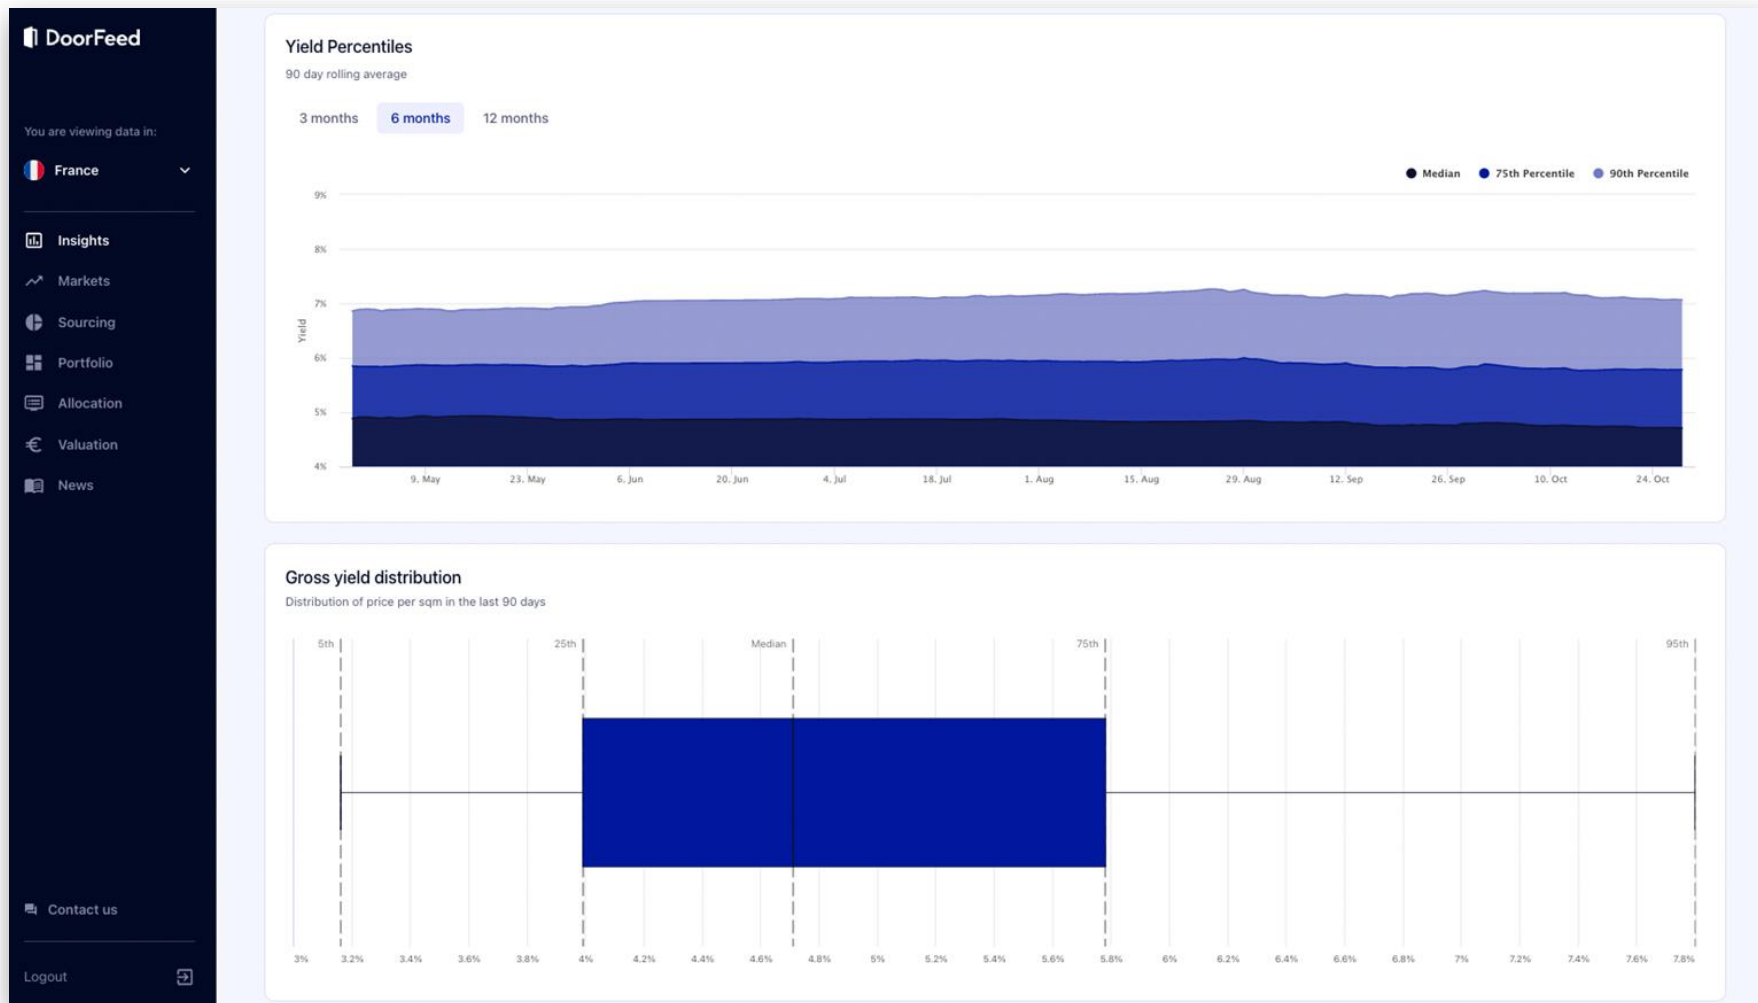 DoorFeed
You are viewing data in:
France
Insights
Markets
Sourcing
Portfolio
Allocation
Valuation
News
Contact us
Logout
Yield Percentiles
90 day rolling average
3 months 6 months 12 months
Median 75th Percentile 90th Percentile
9%
8%
7%
6%
5%
4%
Yield
9. May 23. May 6. Jun 20. Jun 4. Jul 18. Jul 1. Aug 15. Aug 29. Aug 12. Sep 26. Sep 10. Oct 24. Oct
Gross yield distribution
Distribution of price per sqm in the last 90 days
5th 25th Median 75th 95th
3% 3.2% 3.4% 3.6% 3.8% 4% 4.2% 4.4% 4.6% 4.8% 5% 5.2% 5.4% 5.6% 5.8% 6% 6.2% 6.4% 6.6% 6.8% 7% 7.2% 7.4% 7.6% 7.8%